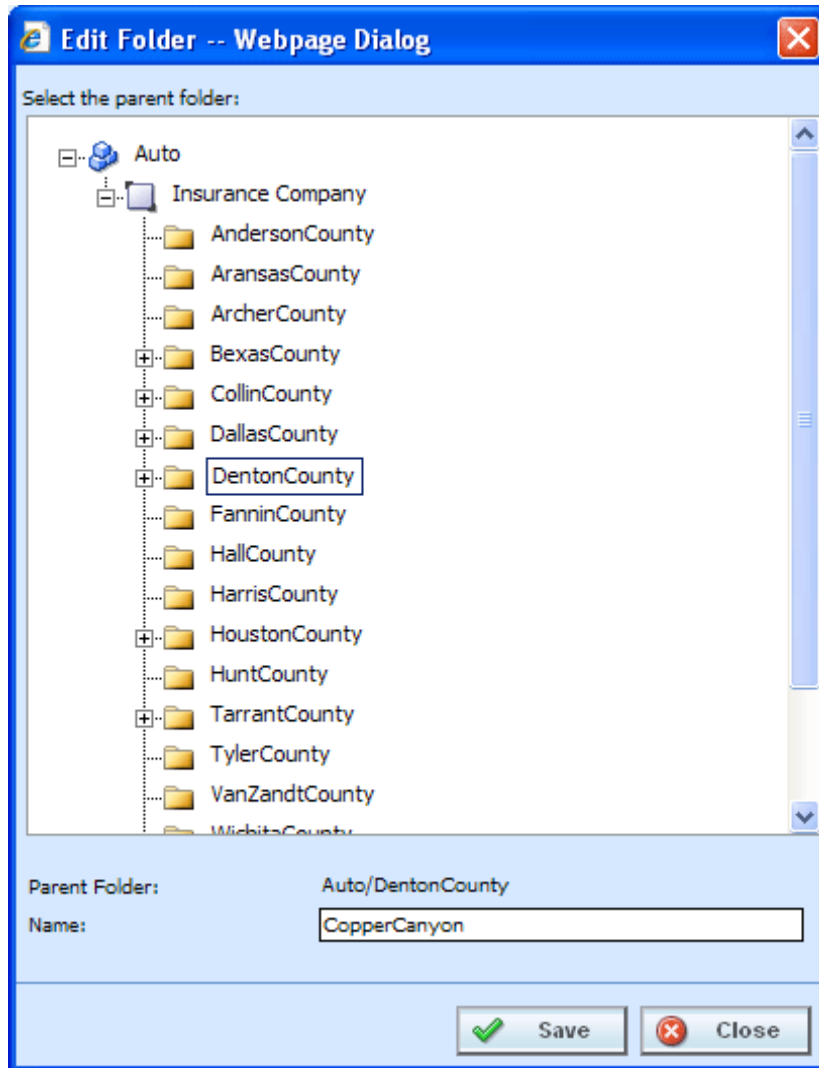 Edit Folder -- Webpage Dialog
Select the parent folder:
Auto
Insurance Company
AndersonCounty
AransasCounty
ArcherCounty
BexasCounty
CollinCounty
DallasCounty
DentonCounty
FanninCounty
HallCounty
HarrisCounty
HoustonCounty
HuntCounty
TarrantCounty
TylerCounty
VanZandtCounty
WichitaCounty
Parent Folder: Auto/DentonCounty
Name: CopperCanyon
Save Close